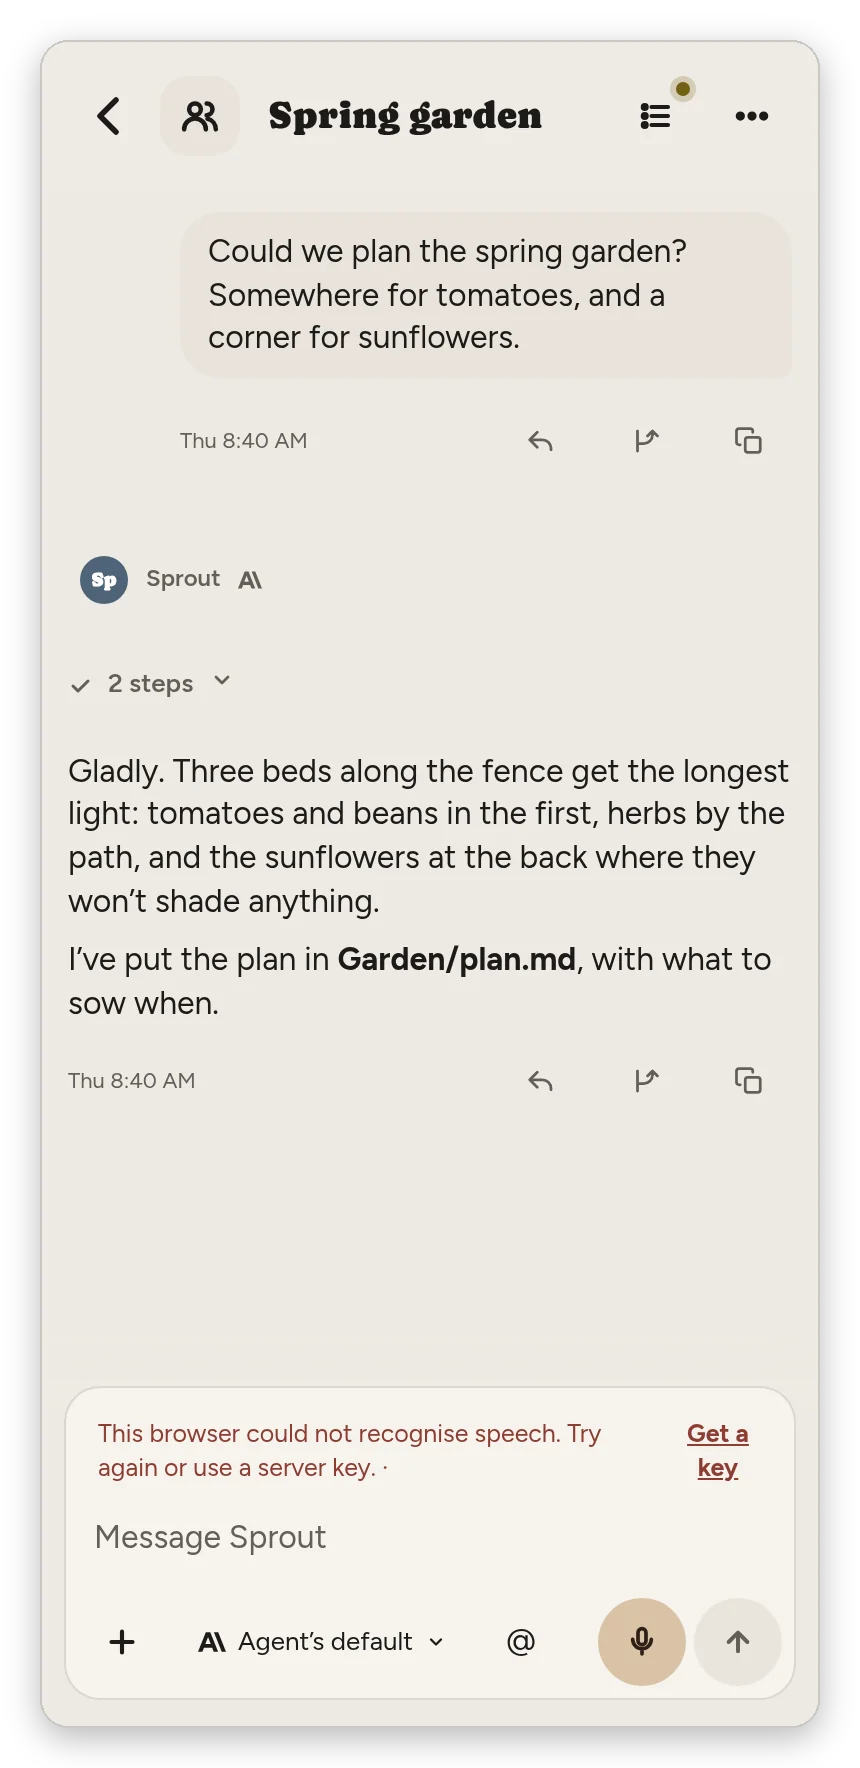 Spring garden
Could we plan the spring garden?
Somewhere for tomatoes, and a
corner for sunflowers.
Thu 8:40 AM
Sp Sprout
2 steps
Gladly. Three beds along the fence get the longest
light: tomatoes and beans in the first, herbs by the
path, and the sunflowers at the back where they
won’t shade anything.
I’ve put the plan in Garden/plan.md, with what to
sow when.
Thu 8:40 AM
This browser could not recognise speech. Try
again or use a server key. ·
Get a
key
Message Sprout
Agent’s default
@